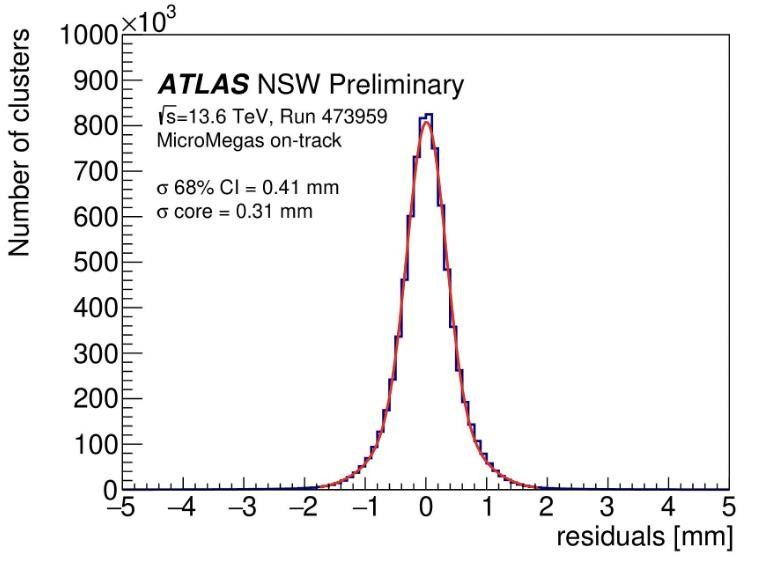 ×10³
1000
900
800
700
600
500
400
300
200
100
0
Number of clusters
ATLAS NSW Preliminary
√s=13.6 TeV, Run 473959
MicroMegas on-track
σ 68% CI = 0.41 mm
σ core = 0.31 mm
−5 −4 −3 −2 −1 0 1 2 3 4 5
residuals [mm]